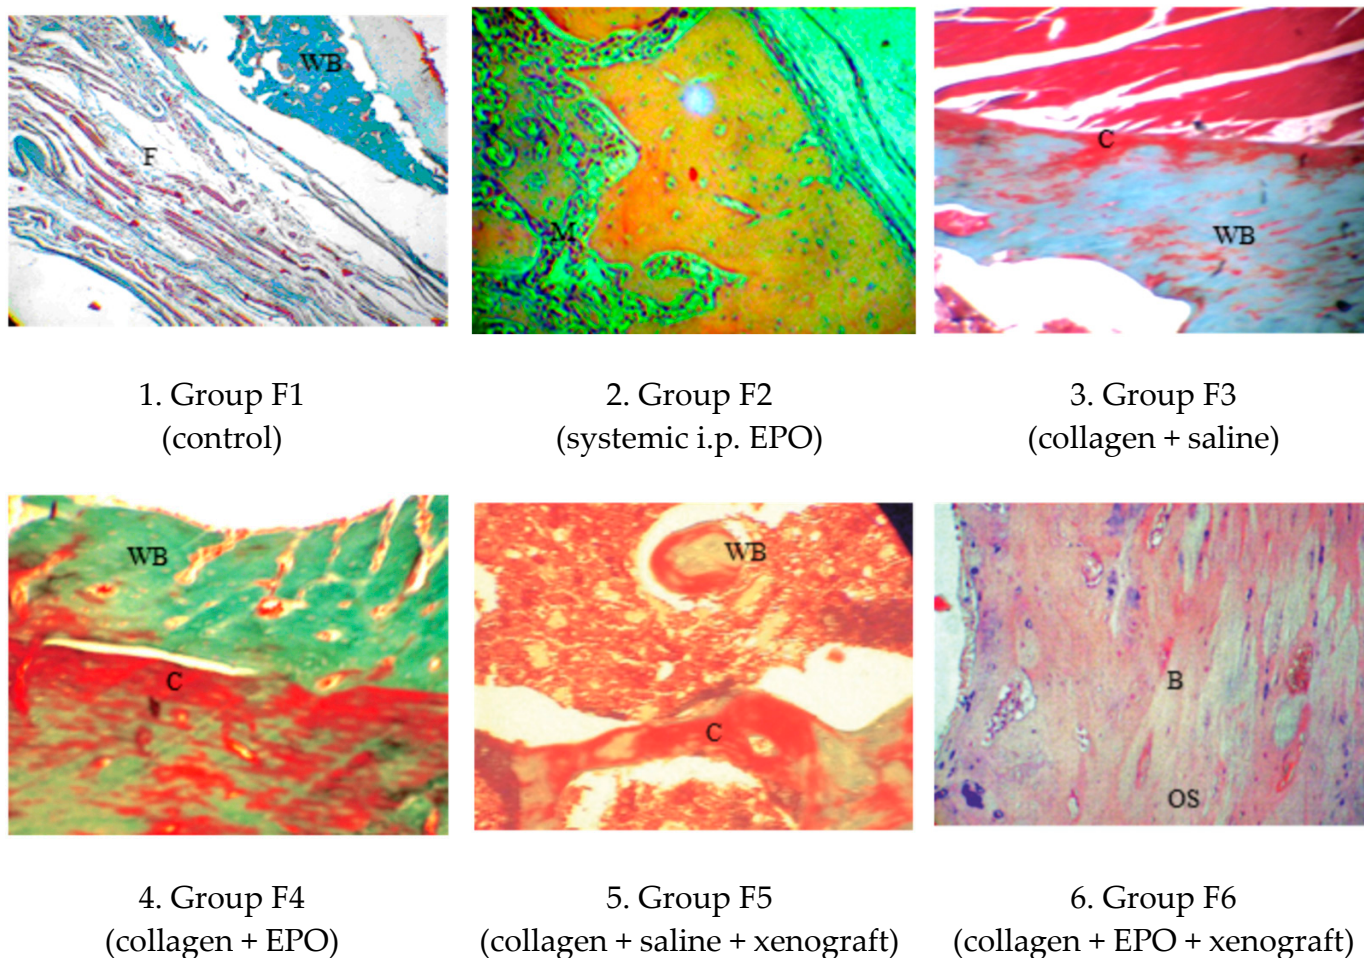 WB
F
M
C
WB
1. Group F1
(control)
2. Group F2
(systemic i.p. EPO)
3. Group F3
(collagen + saline)
WB
C
WB
C
B
OS
4. Group F4
(collagen + EPO)
5. Group F5
(collagen + saline + xenograft)
6. Group F6
(collagen + EPO + xenograft)